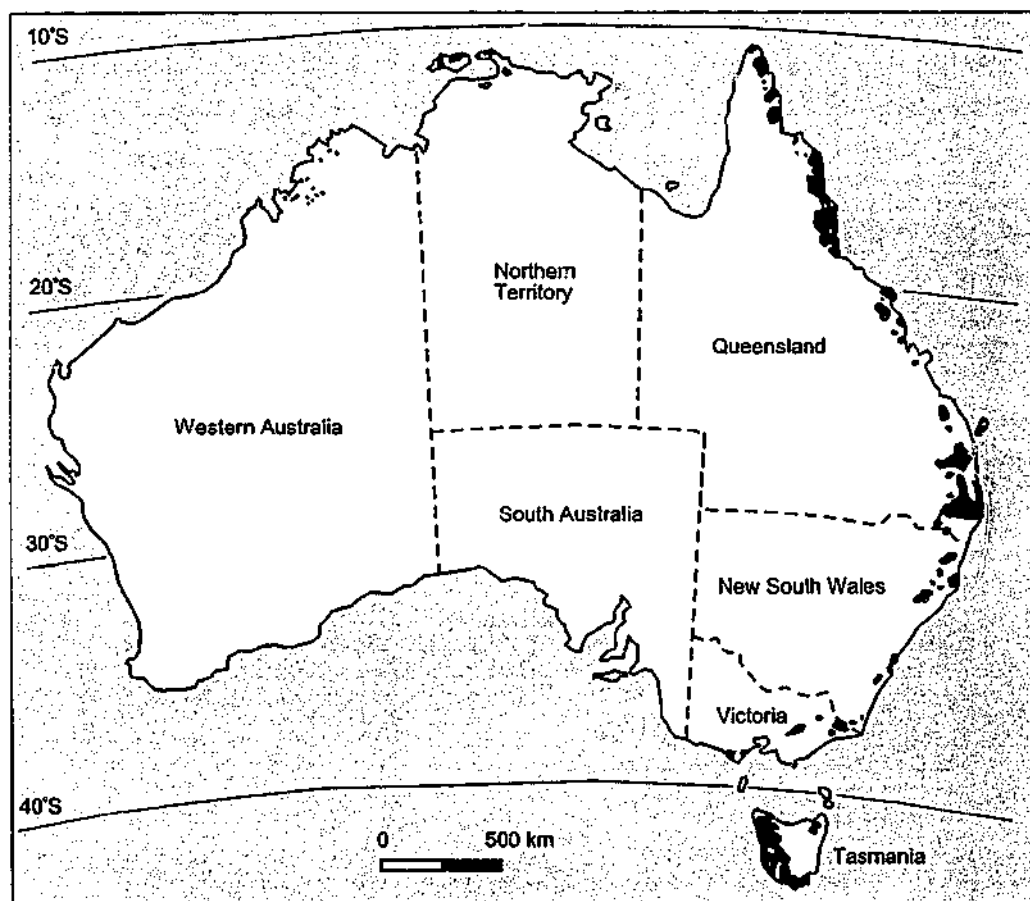 10°S
20°S
Northern
Territory
Queensland
Western Australia
South Australia
30°S
New South Wales
Victoria
40°S
0 500 km
Tasmania